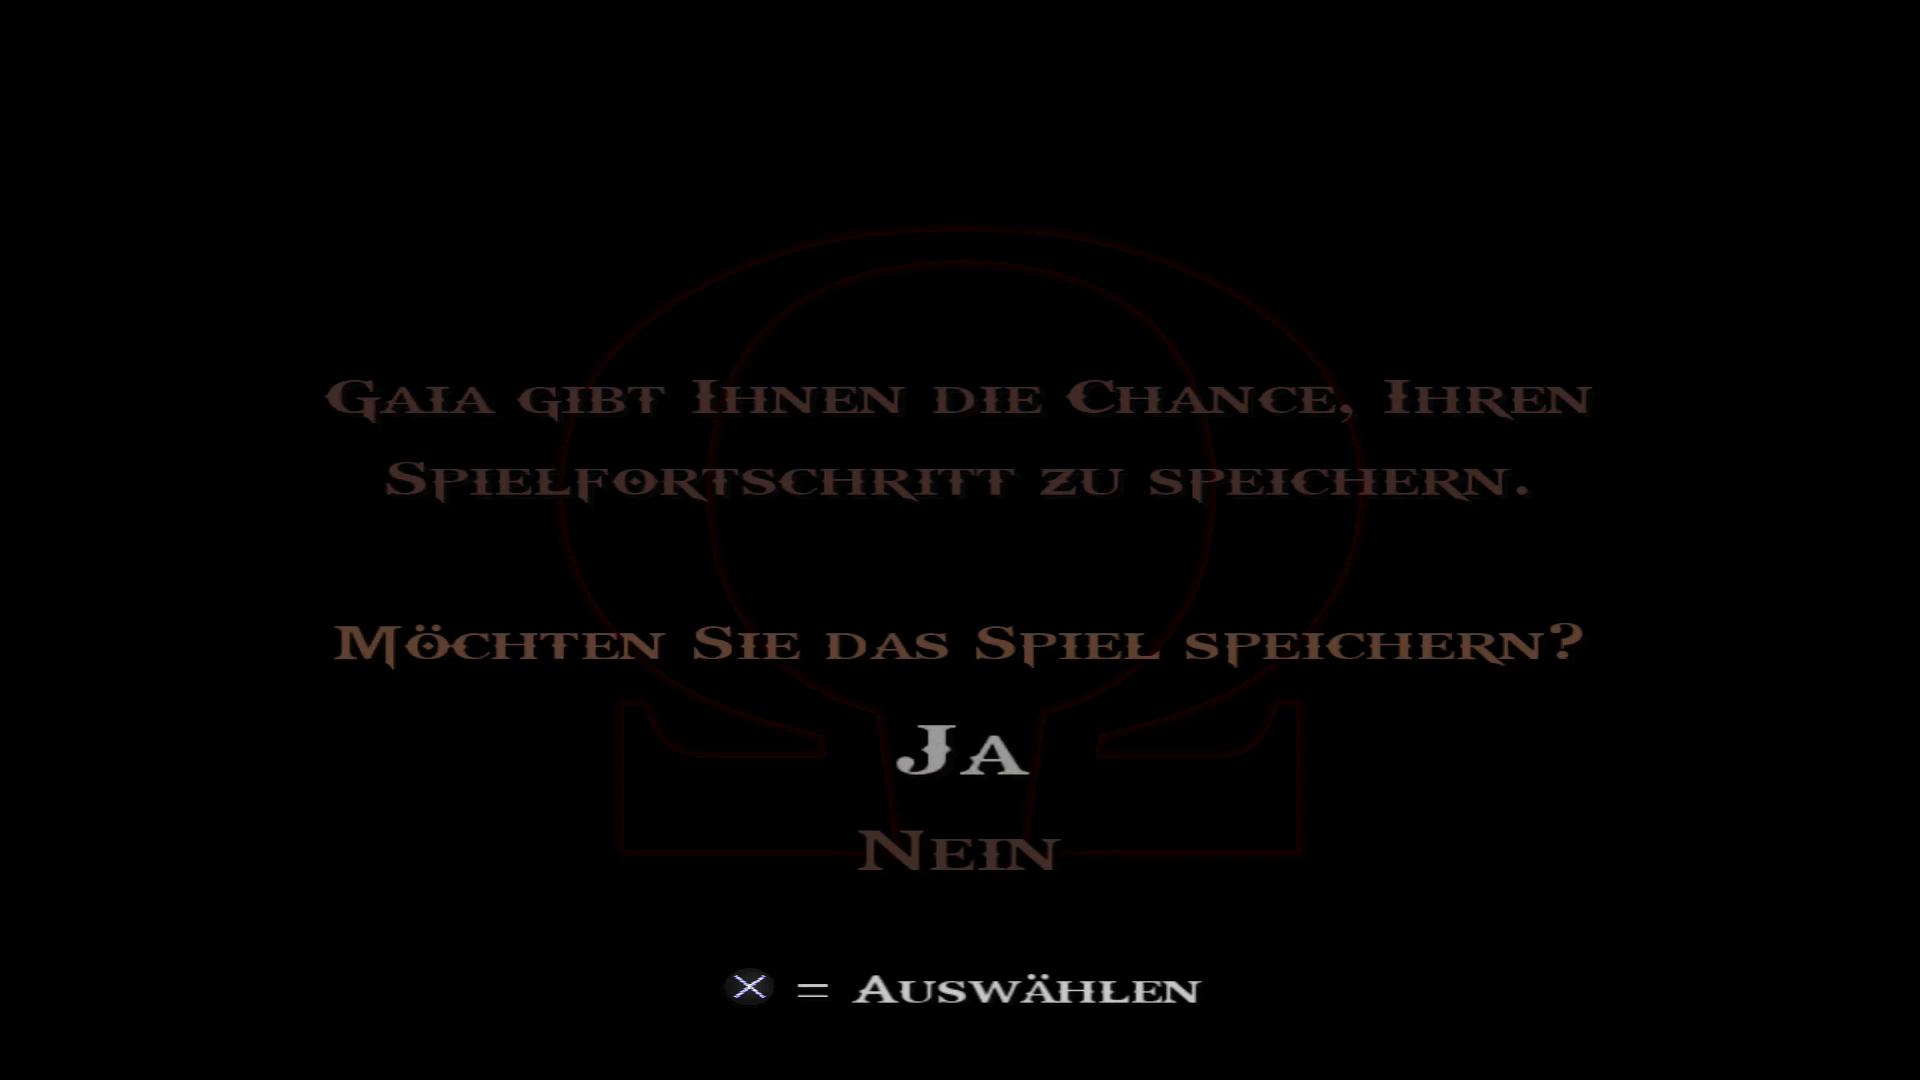 Gaia gibt Ihnen die Chance, Ihren
Spielfortschritt zu speichern.
Möchten Sie das Spiel speichern?
Ja
Nein
= Auswählen